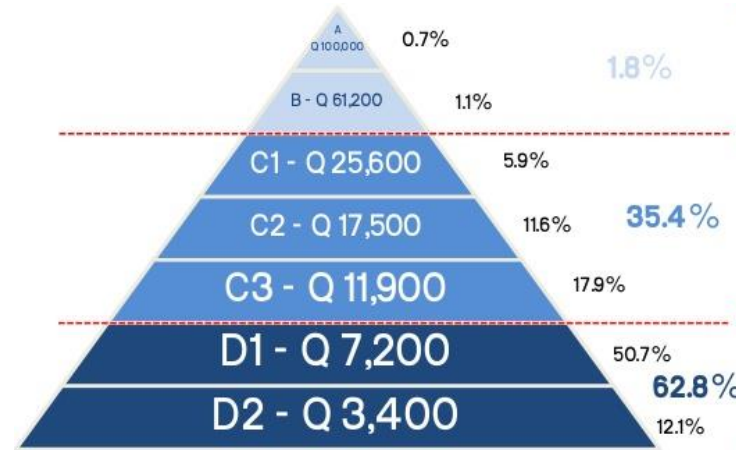 A
Q100,000
0.7%
1.8%
B - Q 61,200
1.1%
C1 - Q 25,600
5.9%
C2 - Q 17,500
11.6%
35.4%
C3 - Q 11,900
17.9%
D1 - Q 7,200
50.7%
62.8%
D2 - Q 3,400
12.1%